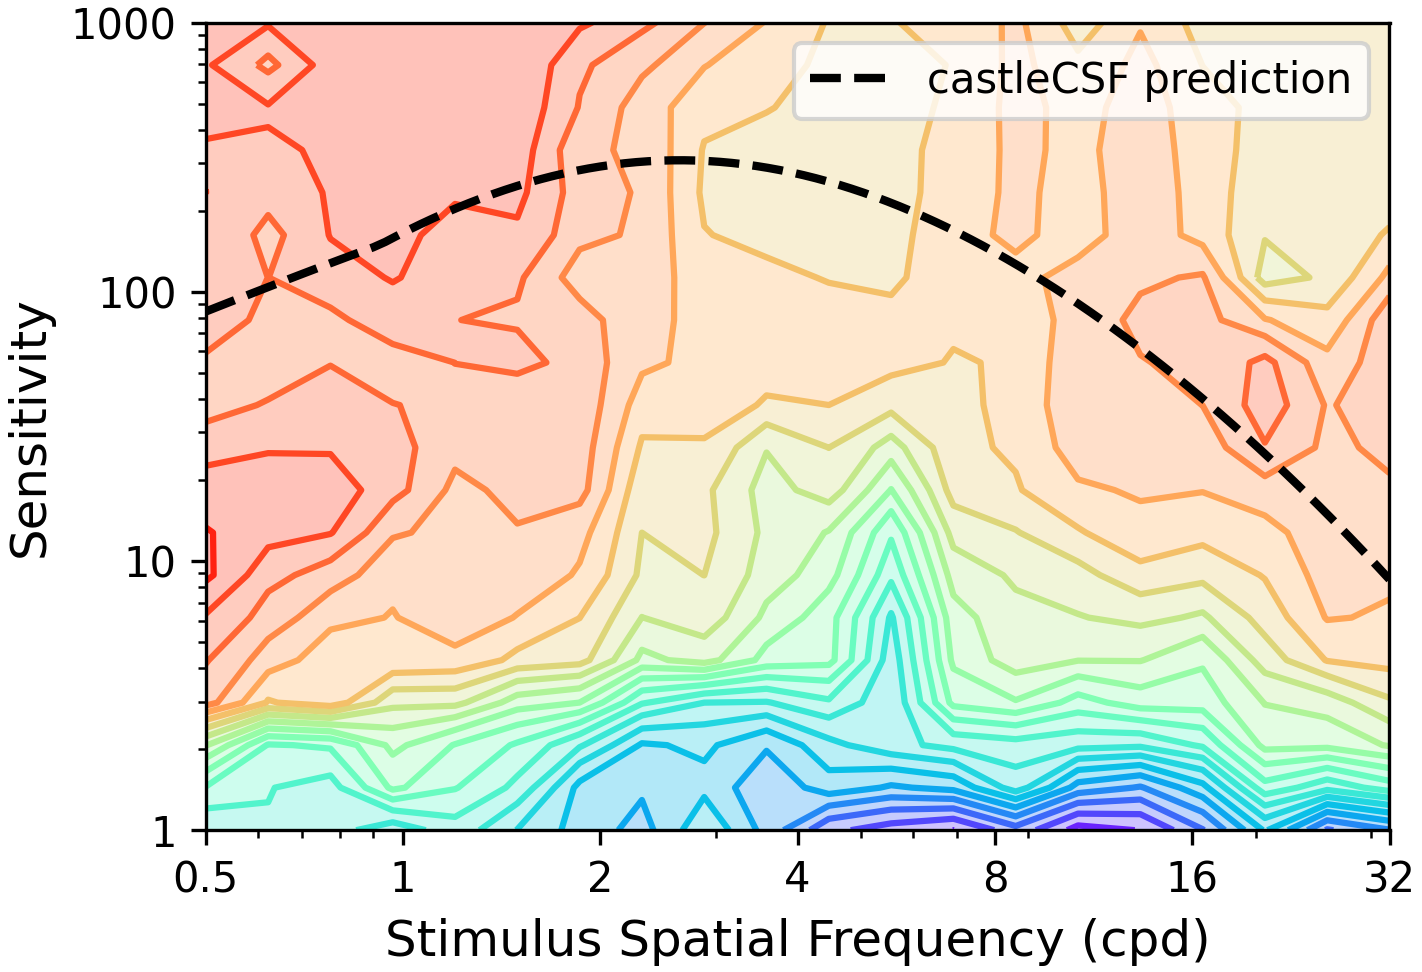 1000
castleCSF prediction
100
Sensitivity
10
1
0.5 1 2 4 8 16 32
Stimulus Spatial Frequency (cpd)